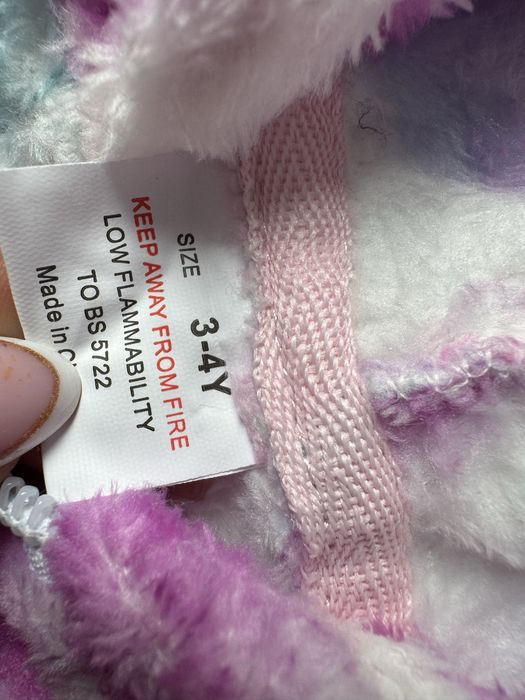 SIZE 3-4Y
KEEP AWAY FROM FIRE
LOW FLAMMABILITY
TO BS 5722
Made in